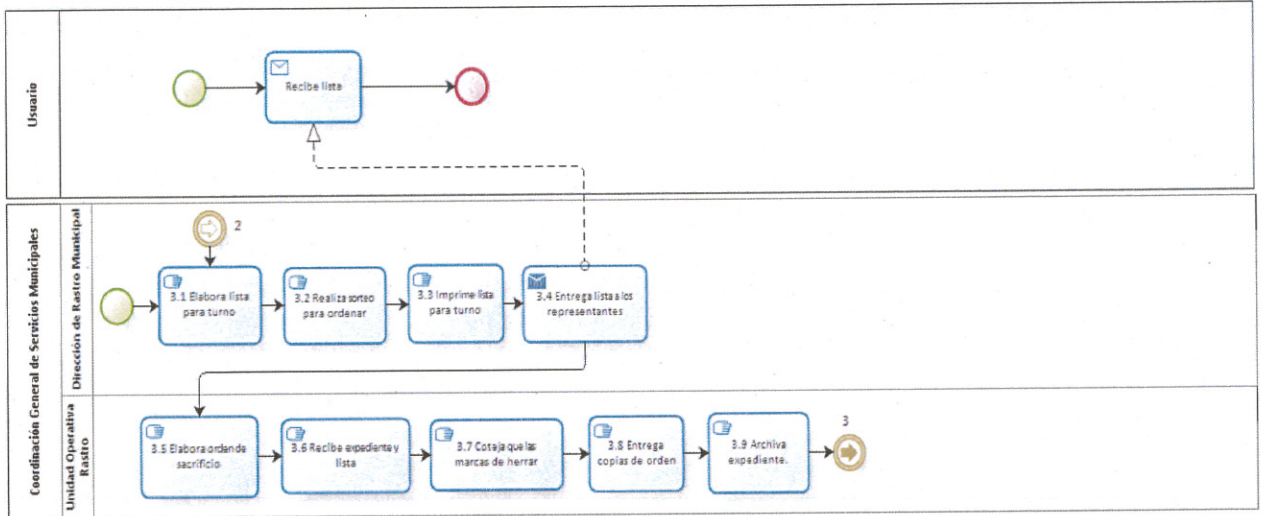 Usuario
Recibe lista
Coordinación General de Servicios Municipales
Dirección de Rastro Municipal
2
3.1 Elabora lista
para turno
3.2 Realiza sorteo
para ordenar
3.3 Imprime lista
para turno
3.4 Entrega lista a los
representantes
Unidad Operativa
Rastro
3.5 Elabora orden de
sacrificio
3.6 Recibe expediente y
lista
3.7 Coteja que las
marcas de herrar
3.8 Entrega
copias de orden
3.9 Archiva
expediente.
3